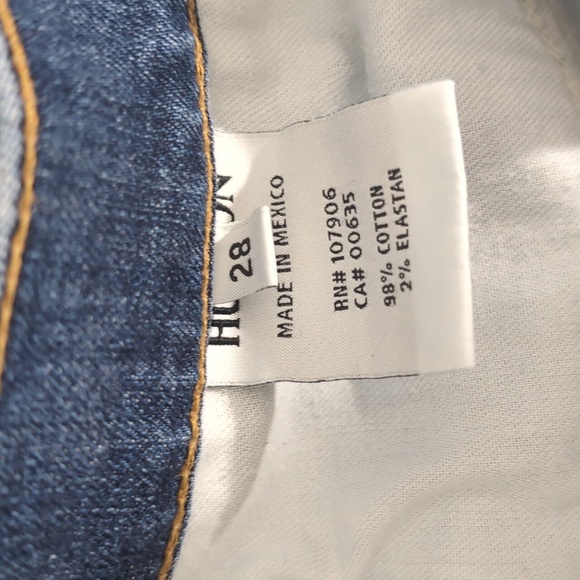 28
MADE IN MEXICO
RN# 107906
CA# 00635
98% COTTON
2% ELASTAN